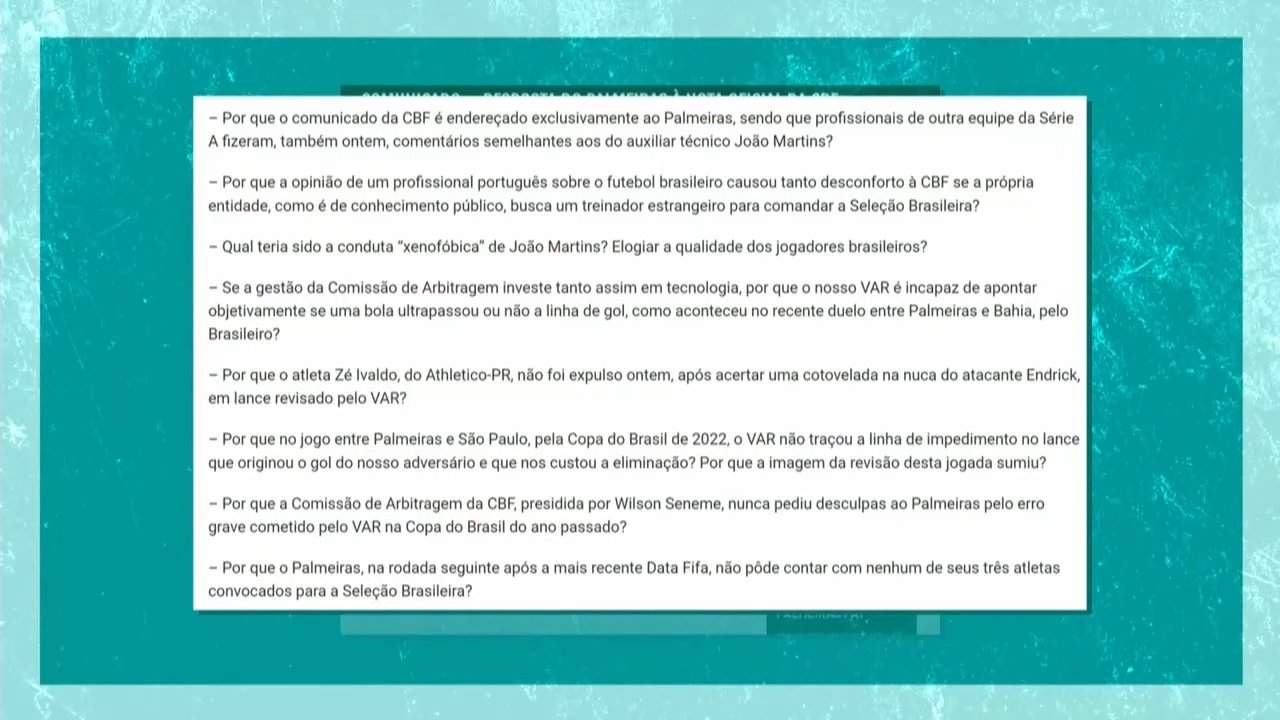 COMUNICADO – RESPOSTA DO PALMEIRAS À NOTA OFICIAL DA CBF
– Por que o comunicado da CBF é endereçado exclusivamente ao Palmeiras, sendo que profissionais de outra equipe da Série
A fizeram, também ontem, comentários semelhantes aos do auxiliar técnico João Martins?
– Por que a opinião de um profissional português sobre o futebol brasileiro causou tanto desconforto à CBF se a própria
entidade, como é de conhecimento público, busca um treinador estrangeiro para comandar a Seleção Brasileira?
– Qual teria sido a conduta “xenofóbica” de João Martins? Elogiar a qualidade dos jogadores brasileiros?
– Se a gestão da Comissão de Arbitragem investe tanto assim em tecnologia, por que o nosso VAR é incapaz de apontar
objetivamente se uma bola ultrapassou ou não a linha de gol, como aconteceu no recente duelo entre Palmeiras e Bahia, pelo
Brasileiro?
– Por que o atleta Zé Ivaldo, do Athletico-PR, não foi expulso ontem, após acertar uma cotovelada na nuca do atacante Endrick,
em lance revisado pelo VAR?
– Por que no jogo entre Palmeiras e São Paulo, pela Copa do Brasil de 2022, o VAR não traçou a linha de impedimento no lance
que originou o gol do nosso adversário e que nos custou a eliminação? Por que a imagem da revisão desta jogada sumiu?
– Por que a Comissão de Arbitragem da CBF, presidida por Wilson Seneme, nunca pediu desculpas ao Palmeiras pelo erro
grave cometido pelo VAR na Copa do Brasil do ano passado?
– Por que o Palmeiras, na rodada seguinte após a mais recente Data Fifa, não pôde contar com nenhum de seus três atletas
convocados para a Seleção Brasileira?